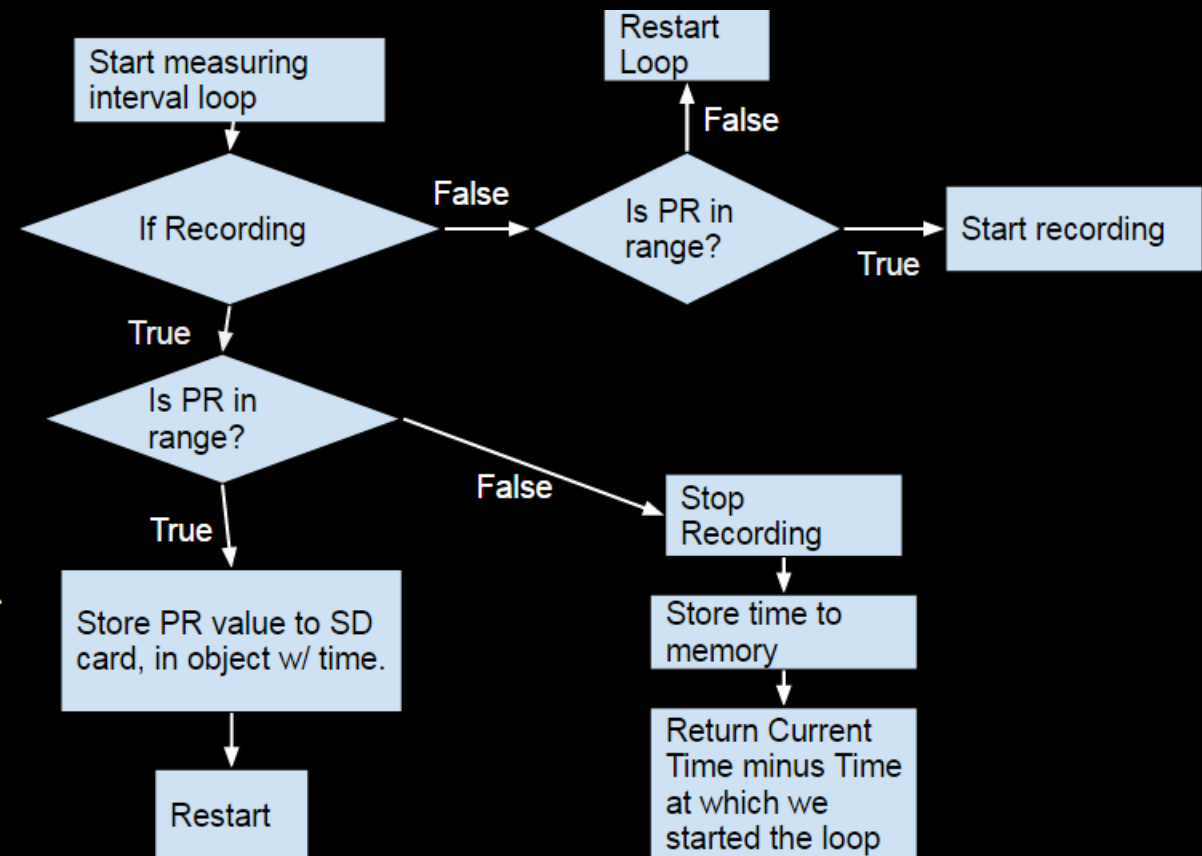 Start measuring
interval loop
Restart
Loop
False
If Recording
False
Is PR in
range?
True
Start recording
True
Is PR in
range?
False
True
Stop
Recording
Store PR value to SD
card, in object w/ time.
Store time to
memory
Restart
Return Current
Time minus Time
at which we
started the loop